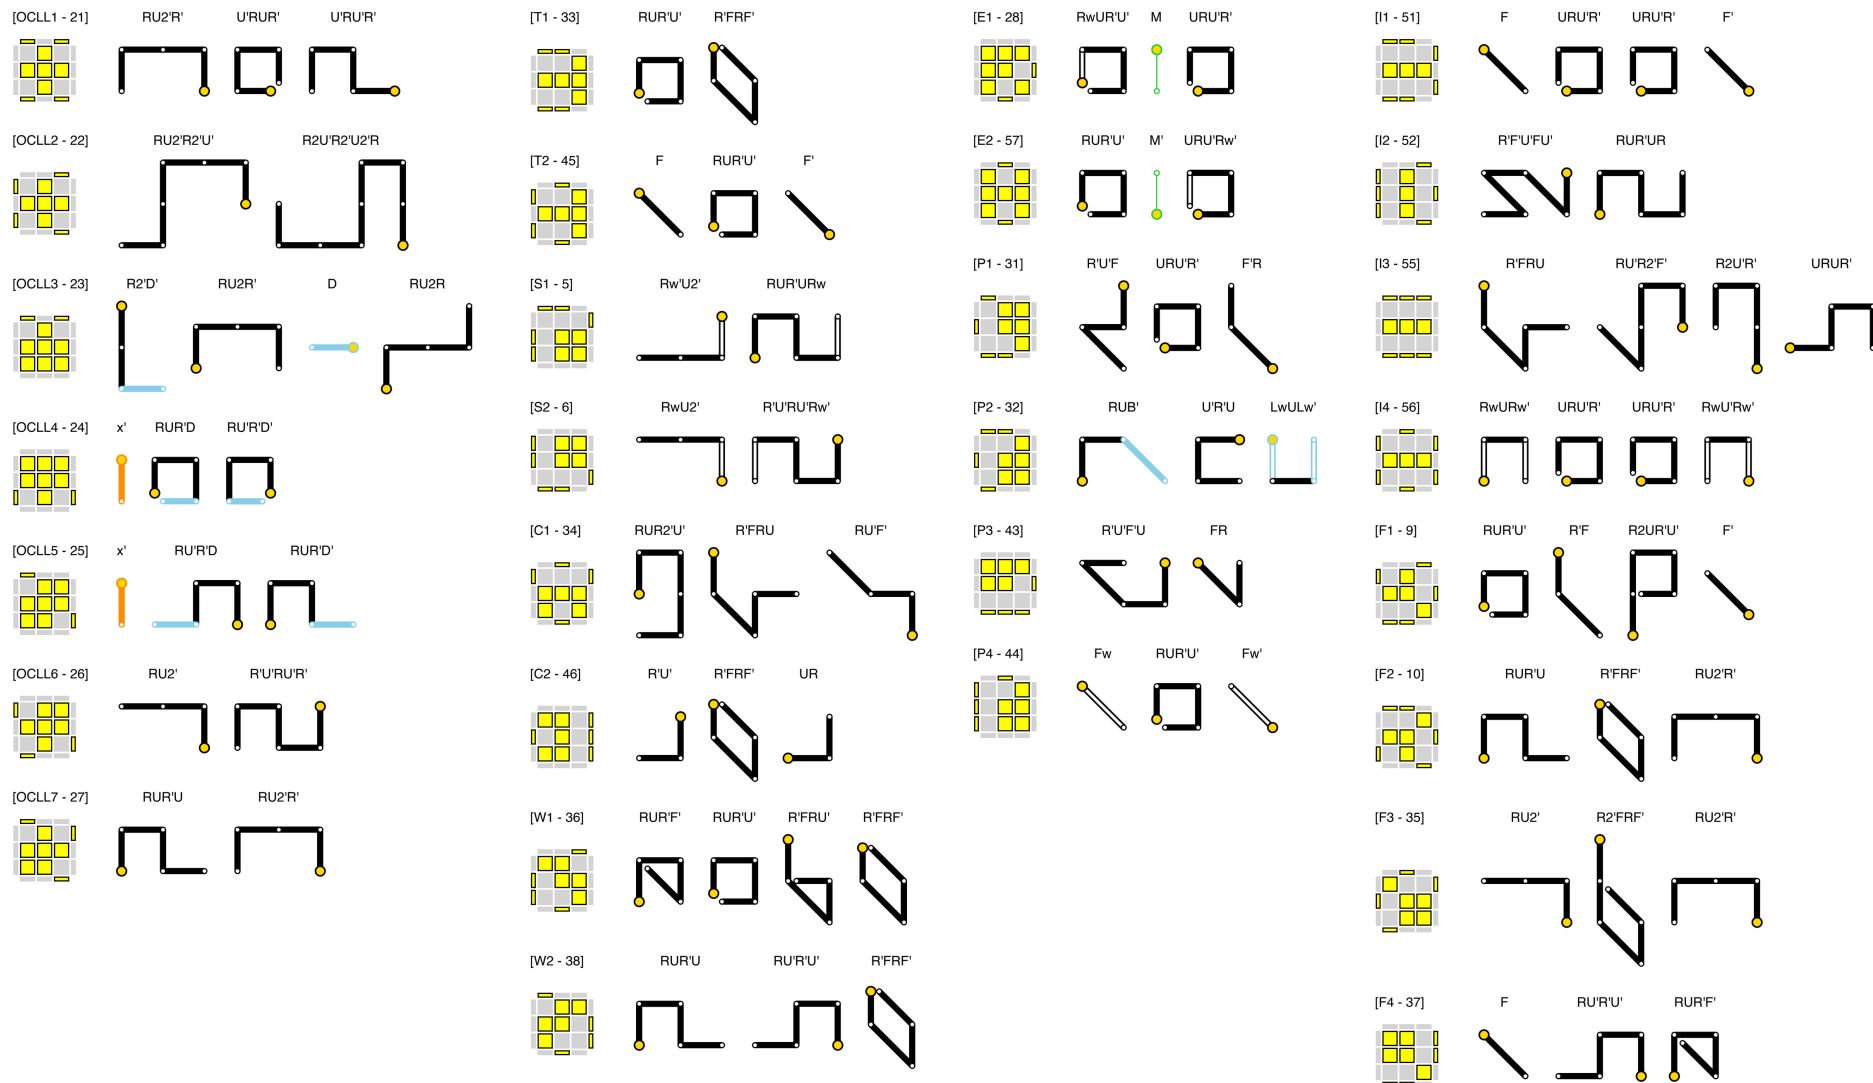 [OCLL1 - 21] RU2'R' U'RUR' U'RU'R'
[OCLL2 - 22] RU2'R2'U' R2U'R2'U2'R
[OCLL3 - 23] R2'D' RU2R' D RU2R
[OCLL4 - 24] x' RUR'D RU'R'D'
[OCLL5 - 25] x' RU'R'D RUR'D'
[OCLL6 - 26] RU2' R'U'RU'R'
[OCLL7 - 27] RUR'U RU2'R'
[T1 - 33] RUR'U' R'FRF'
[T2 - 45] F RUR'U' F'
[S1 - 5] Rw'U2' RUR'URw
[S2 - 6] RwU2' R'U'RU'Rw'
[C1 - 34] RUR2'U' R'FRU RU'F'
[C2 - 46] R'U' R'FRF' UR
[W1 - 36] RUR'F' RUR'U' R'FRU' R'FRF'
[W2 - 38] RUR'U RU'R'U' R'FRF'
[E1 - 28] RwUR'U' M URU'R'
[E2 - 57] RUR'U' M' URU'Rw'
[P1 - 31] R'U'F URU'R' F'R
[P2 - 32] RUB' U'R'U LwULw'
[P3 - 43] R'U'F'U FR
[P4 - 44] Fw RUR'U' Fw'
[I1 - 51] F URU'R' URU'R' F'
[I2 - 52] R'F'U'FU' RUR'UR
[I3 - 55] R'FRU RU'R2'F' R2U'R' URUR'
[I4 - 56] RwURw' URU'R' URU'R' RwU'Rw'
[F1 - 9] RUR'U' R'F R2UR'U' F'
[F2 - 10] RUR'U R'FRF' RU2'R'
[F3 - 35] RU2' R2'FRF' RU2'R'
[F4 - 37] F RU'R'U' RUR'F'